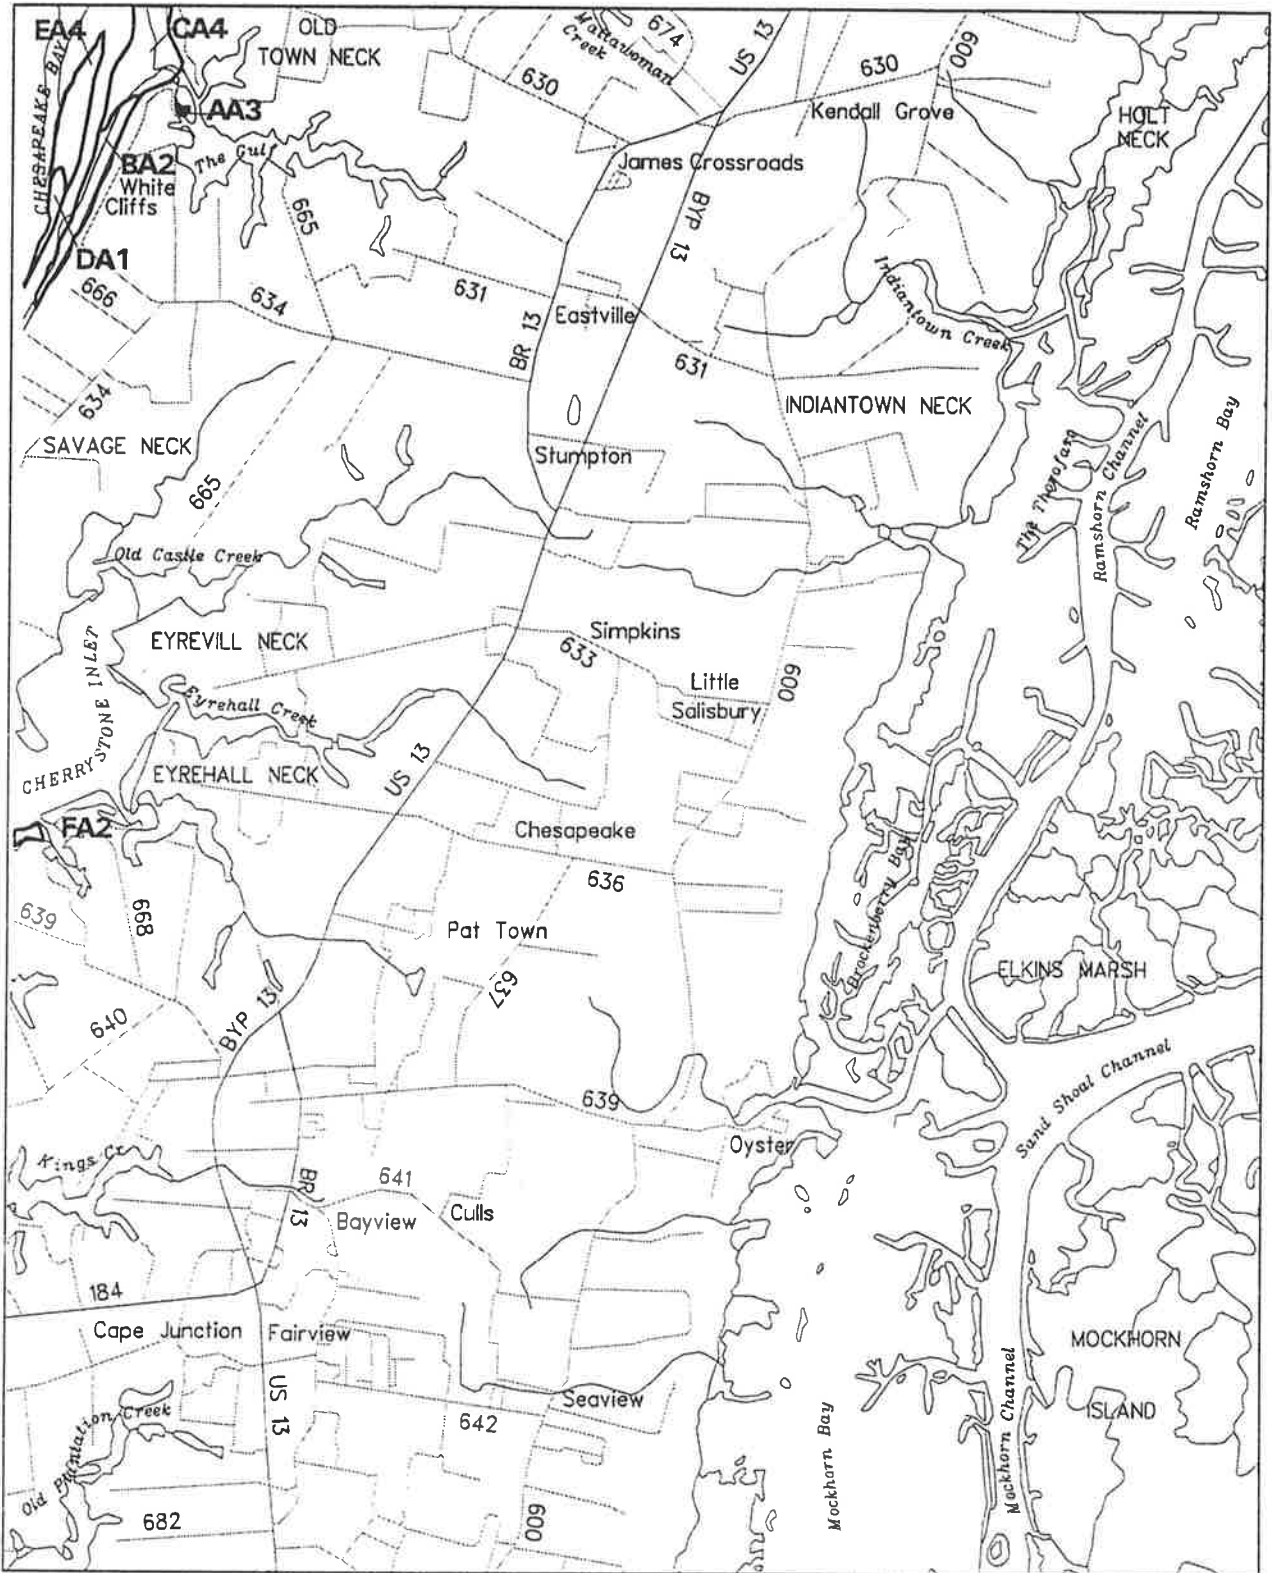 EA4
CA4
OLD
TOWN NECK
Mattawoman
Creek
674
US 13
630
600
630
Kendall Grove
HOLT
NECK
CHESAPEAKE BAY
AA3
BA2
The Gulf
White
Cliffs
James Crossroads
BYP 13
665
DA1
666
634
631
BR 13
Eastville
Indiantown Creek
631
634
SAVAGE NECK
INDIANTOWN NECK
Stumpton
The Thorofare
Ramshorn Channel
Ramshorn Bay
665
Old Castle Creek
EYREVILL NECK
Simpkins
633
Little
Salisbury
600
CHERRYSTONE INLET
Eyrehall Creek
EYREHALL NECK
US 13
FA2
Chesapeake
636
639
668
Pat Town
637
Brockenberry Bay
ELKINS MARSH
640
BYP 13
Sand Shoal Channel
639
Oyster
Kings Cr
641
BR 13
Bayview
Culls
184
Cape Junction
Fairview
MOCKHORN
ISLAND
Seaview
US 13
642
Old Plantation Creek
Mockhorn Bay
Mockhorn Channel
682
600